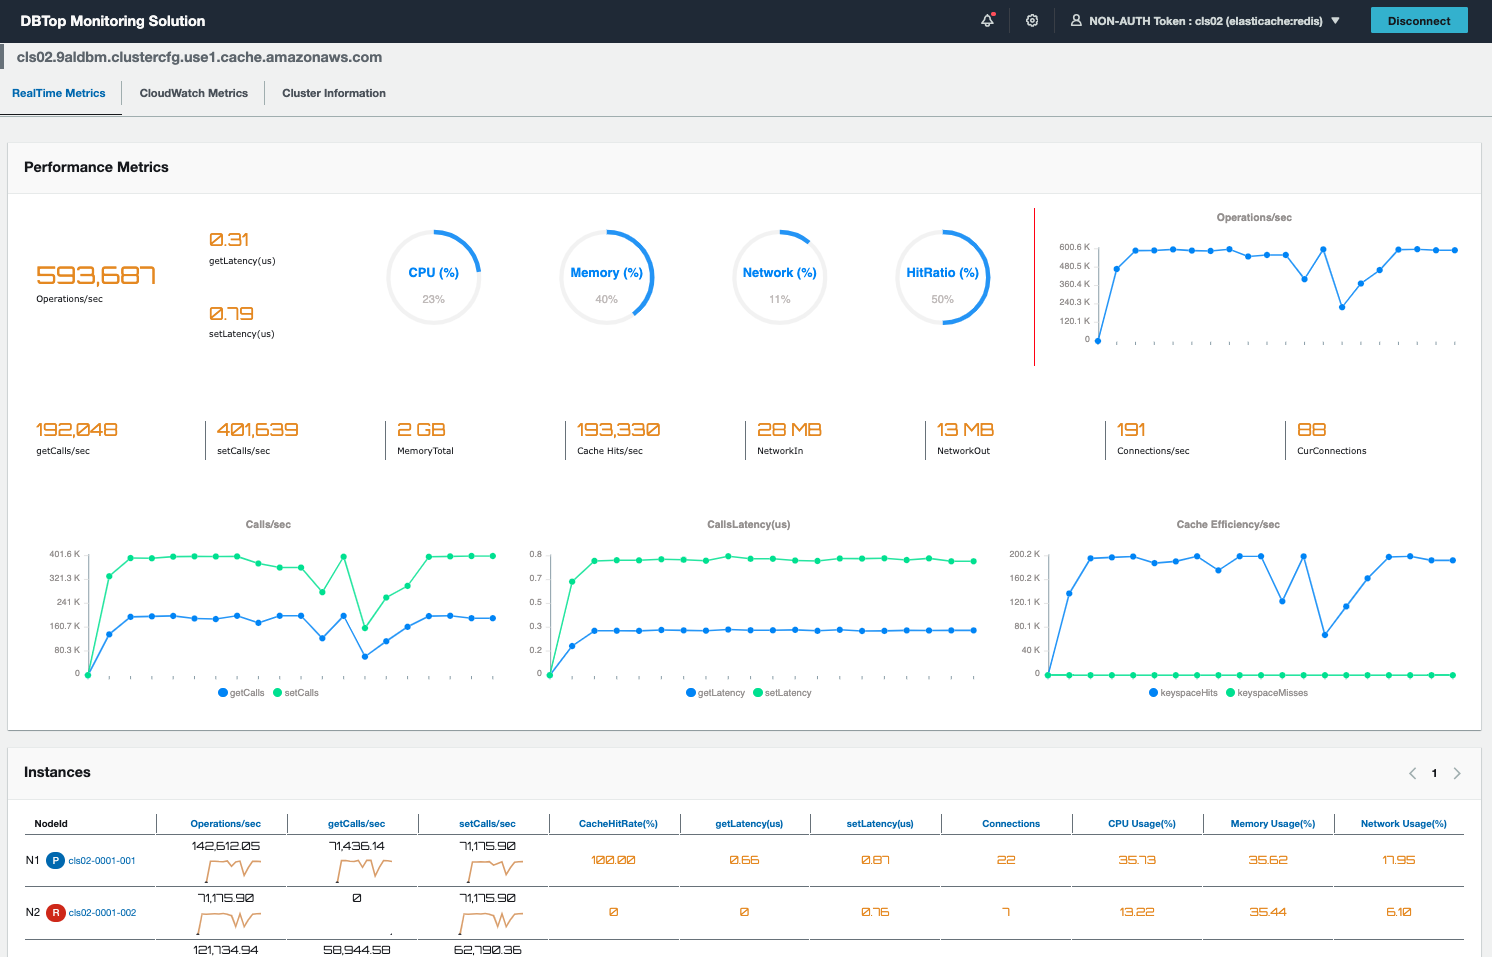 DBTop Monitoring Solution
NON-AUTH Token : cls02 (elasticache:redis) ▼
Disconnect
cls02.9aldbm.clustercfg.use1.cache.amazonaws.com
RealTime Metrics
CloudWatch Metrics
Cluster Information
Performance Metrics
593,687
Operations/sec
0.31
getLatency(us)
0.79
setLatency(us)
CPU (%)
23%
Memory (%)
40%
Network (%)
11%
HitRatio (%)
50%
Operations/sec
600.6 K
480.5 K
360.4 K
240.3 K
120.1 K
0
192,048
getCalls/sec
401,639
setCalls/sec
2 GB
MemoryTotal
193,330
Cache Hits/sec
28 MB
NetworkIn
13 MB
NetworkOut
191
Connections/sec
88
CurConnections
Calls/sec
401.6 K
321.3 K
241 K
160.7 K
80.3 K
0
getCalls setCalls
CallsLatency(us)
0.8
0.7
0.5
0.3
0.2
0
getLatency setLatency
Cache Efficiency/sec
200.2 K
160.2 K
120.1 K
80.1 K
40 K
0
keyspaceHits keyspaceMisses
Instances
1
NodeId Operations/sec getCalls/sec setCalls/sec CacheHitRate(%) getLatency(us) setLatency(us) Connections CPU Usage(%) Memory Usage(%) Network Usage(%)
N1 P cls02-0001-001 142,612.05 71,436.14 71,175.90 100.00 0.66 0.87 22 35.73 35.62 17.95
N2 R cls02-0001-002 71,175.90 0 71,175.90 0 0 0.76 7 13.22 35.44 6.10
121,734.94 58,944.58 62,790.36